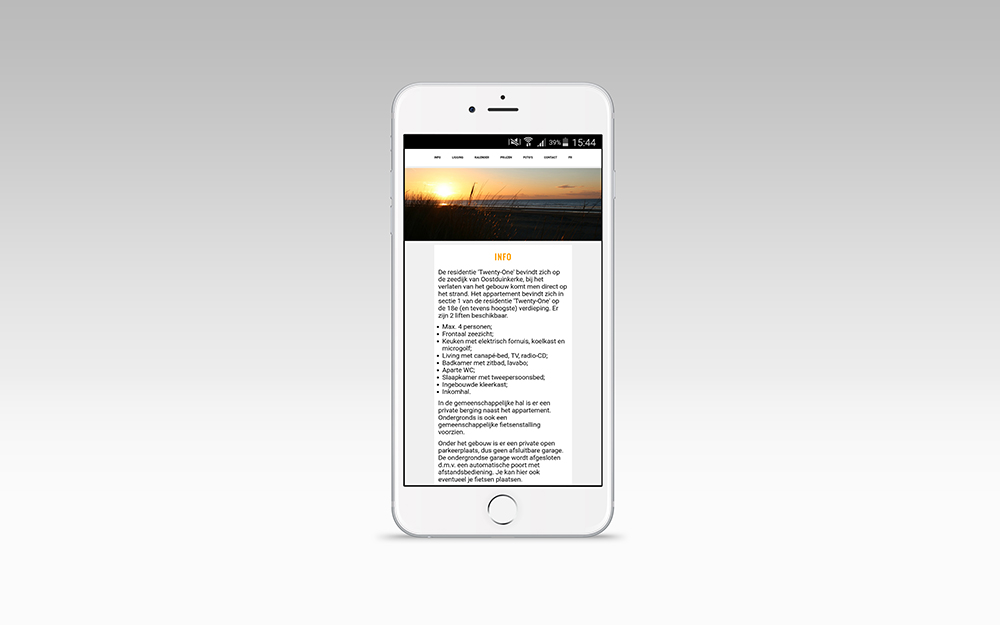 39% 15:44
INFO LIGGING KALENDER PRIJZEN FOTO'S CONTACT FR
INFO
De residentie 'Twenty-One' bevindt zich op
de zeedijk van Oostduinkerke, bij het
verlaten van het gebouw komt men direct op
het strand. Het appartement bevindt zich in
sectie 1 van de residentie 'Twenty-One' op
de 18e (en tevens hoogste) verdieping. Er
zijn 2 liften beschikbaar.
• Max. 4 personen;
• Frontaal zeezicht;
• Keuken met elektrisch fornuis, koelkast en
microgolf;
• Living met canapé-bed, TV, radio-CD;
• Badkamer met zitbad, lavabo;
• Aparte WC;
• Slaapkamer met tweepersoonsbed;
• Ingebouwde kleerkast;
• Inkomhal.
In de gemeenschappelijke hal is er een
private berging naast het appartement.
Ondergronds is ook een
gemeenschappelijke fietsenstalling
voorzien.
Onder het gebouw is er een private open
parkeerplaats, dus geen afsluitbare garage.
De ondergrondse garage wordt afgesloten
d.m.v. een automatische poort met
afstandsbediening. Je kan hier ook
eventueel je fietsen plaatsen.